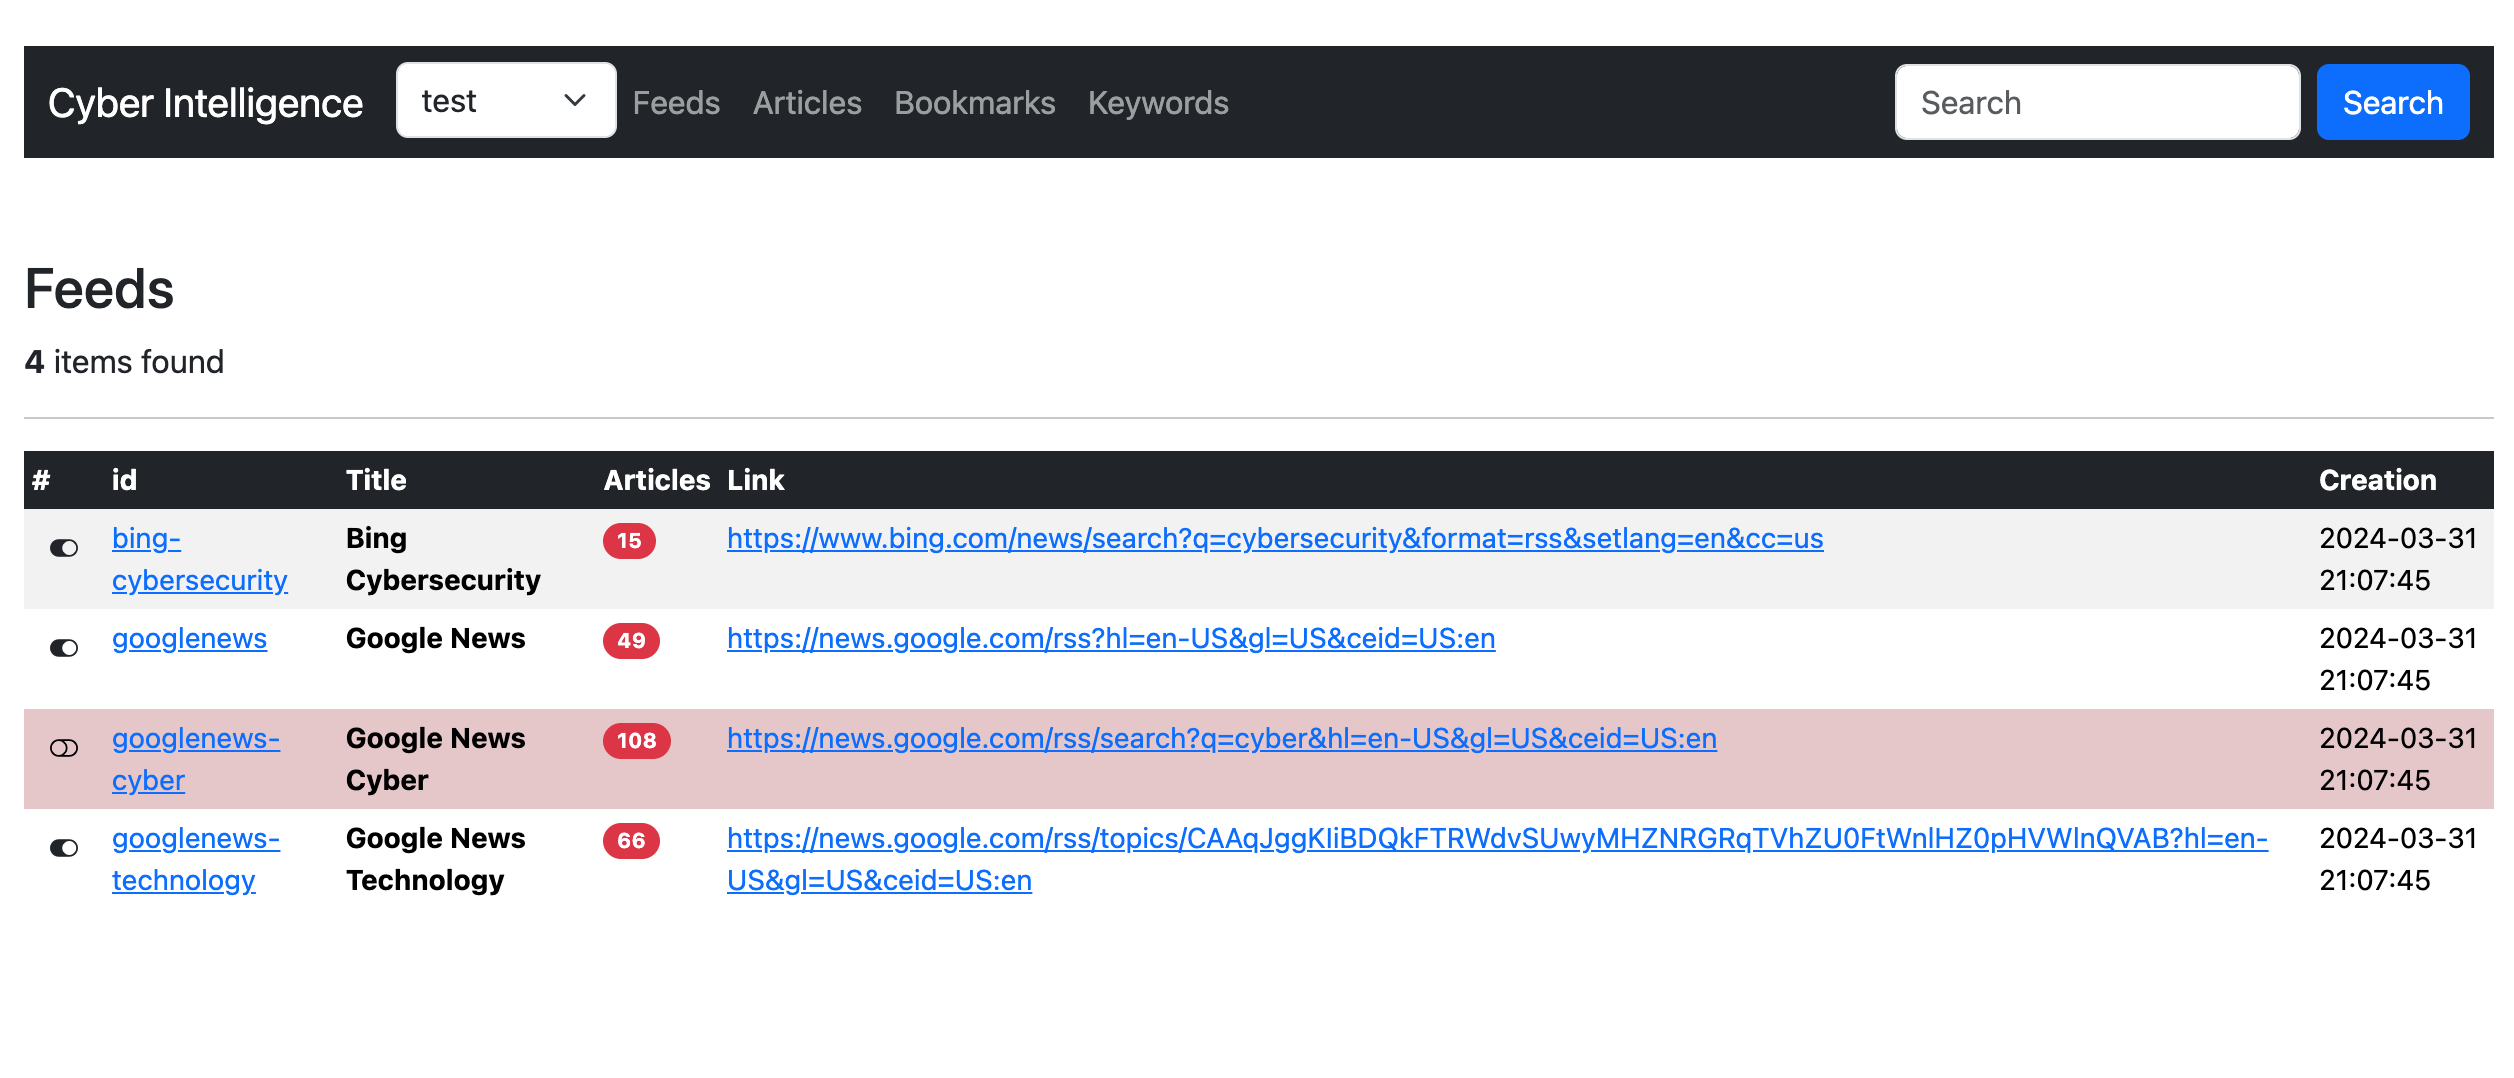 Cyber Intelligence test Feeds Articles Bookmarks Keywords Search Search
Feeds
4 items found
# id Title Articles Link Creation
bing- Bing 15 https://www.bing.com/news/search?q=cybersecurity&format=rss&setlang=en&cc=us 2024-03-31
cybersecurity Cybersecurity 21:07:45
googlenews Google News 49 https://news.google.com/rss?hl=en-US&gl=US&ceid=US:en 2024-03-31
21:07:45
googlenews- Google News 108 https://news.google.com/rss/search?q=cyber&hl=en-US&gl=US&ceid=US:en 2024-03-31
cyber Cyber 21:07:45
googlenews- Google News 66 https://news.google.com/rss/topics/CAAqJggKIiBDQkFTRWdvSUwyMHZNRGRqTVhZU0FtWnlHZ0pHVWlnQVAB?hl=en- 2024-03-31
technology Technology US&gl=US&ceid=US:en 21:07:45